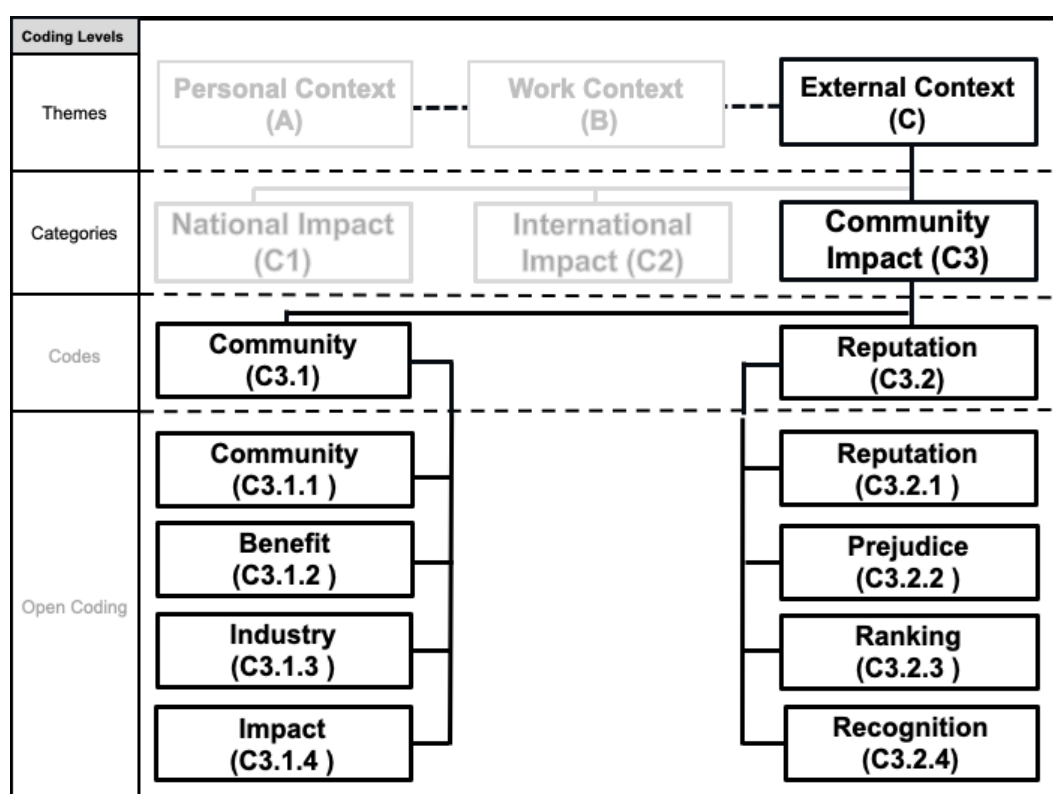 Coding Levels
Themes
Personal Context
(A)
Work Context
(B)
External Context
(C)
Categories
National Impact
(C1)
International
Impact (C2)
Community
Impact (C3)
Codes
Community
(C3.1)
Reputation
(C3.2)
Open Coding
Community
(C3.1.1 )
Reputation
(C3.2.1 )
Benefit
(C3.1.2 )
Prejudice
(C3.2.2 )
Industry
(C3.1.3 )
Ranking
(C3.2.3 )
Impact
(C3.1.4 )
Recognition
(C3.2.4)